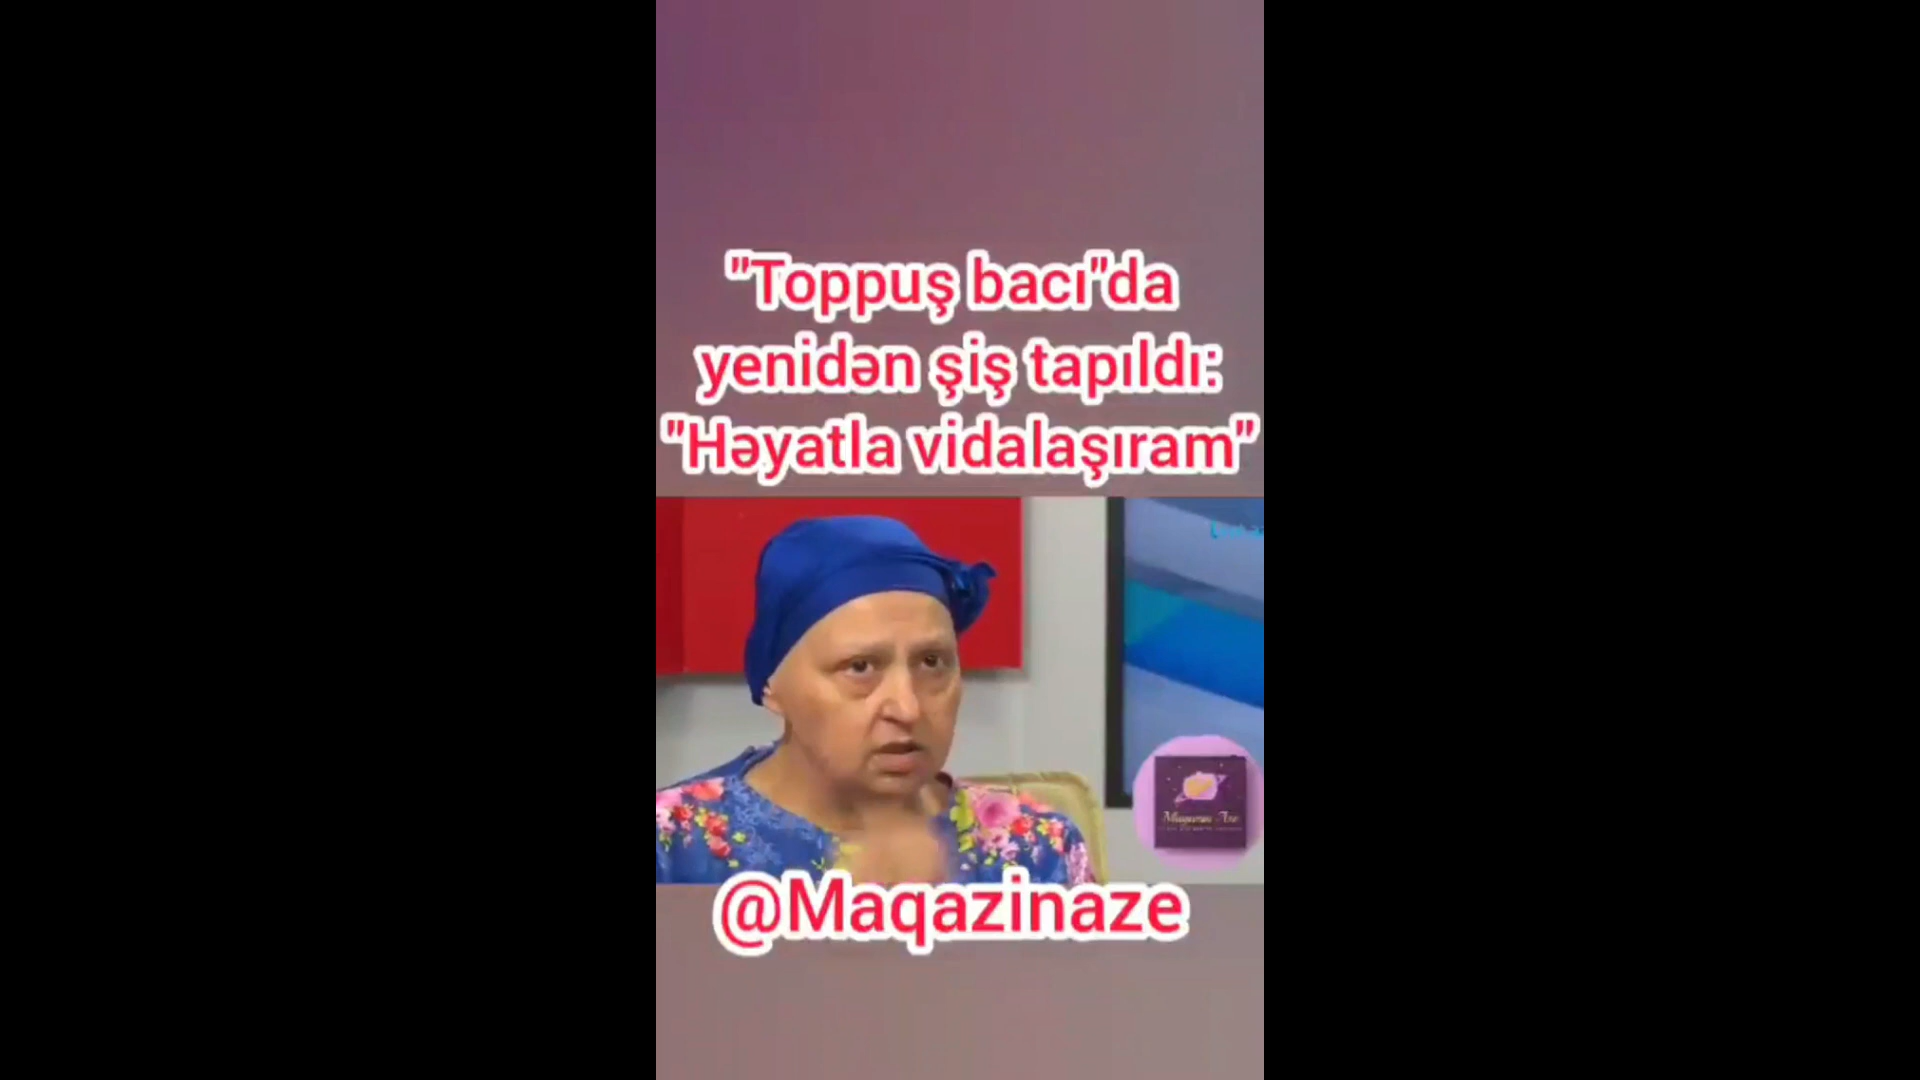 "Toppuş bacı"da
yenidən şiş tapıldı:
"Həyatla vidalaşıram"
@Maqazinaze